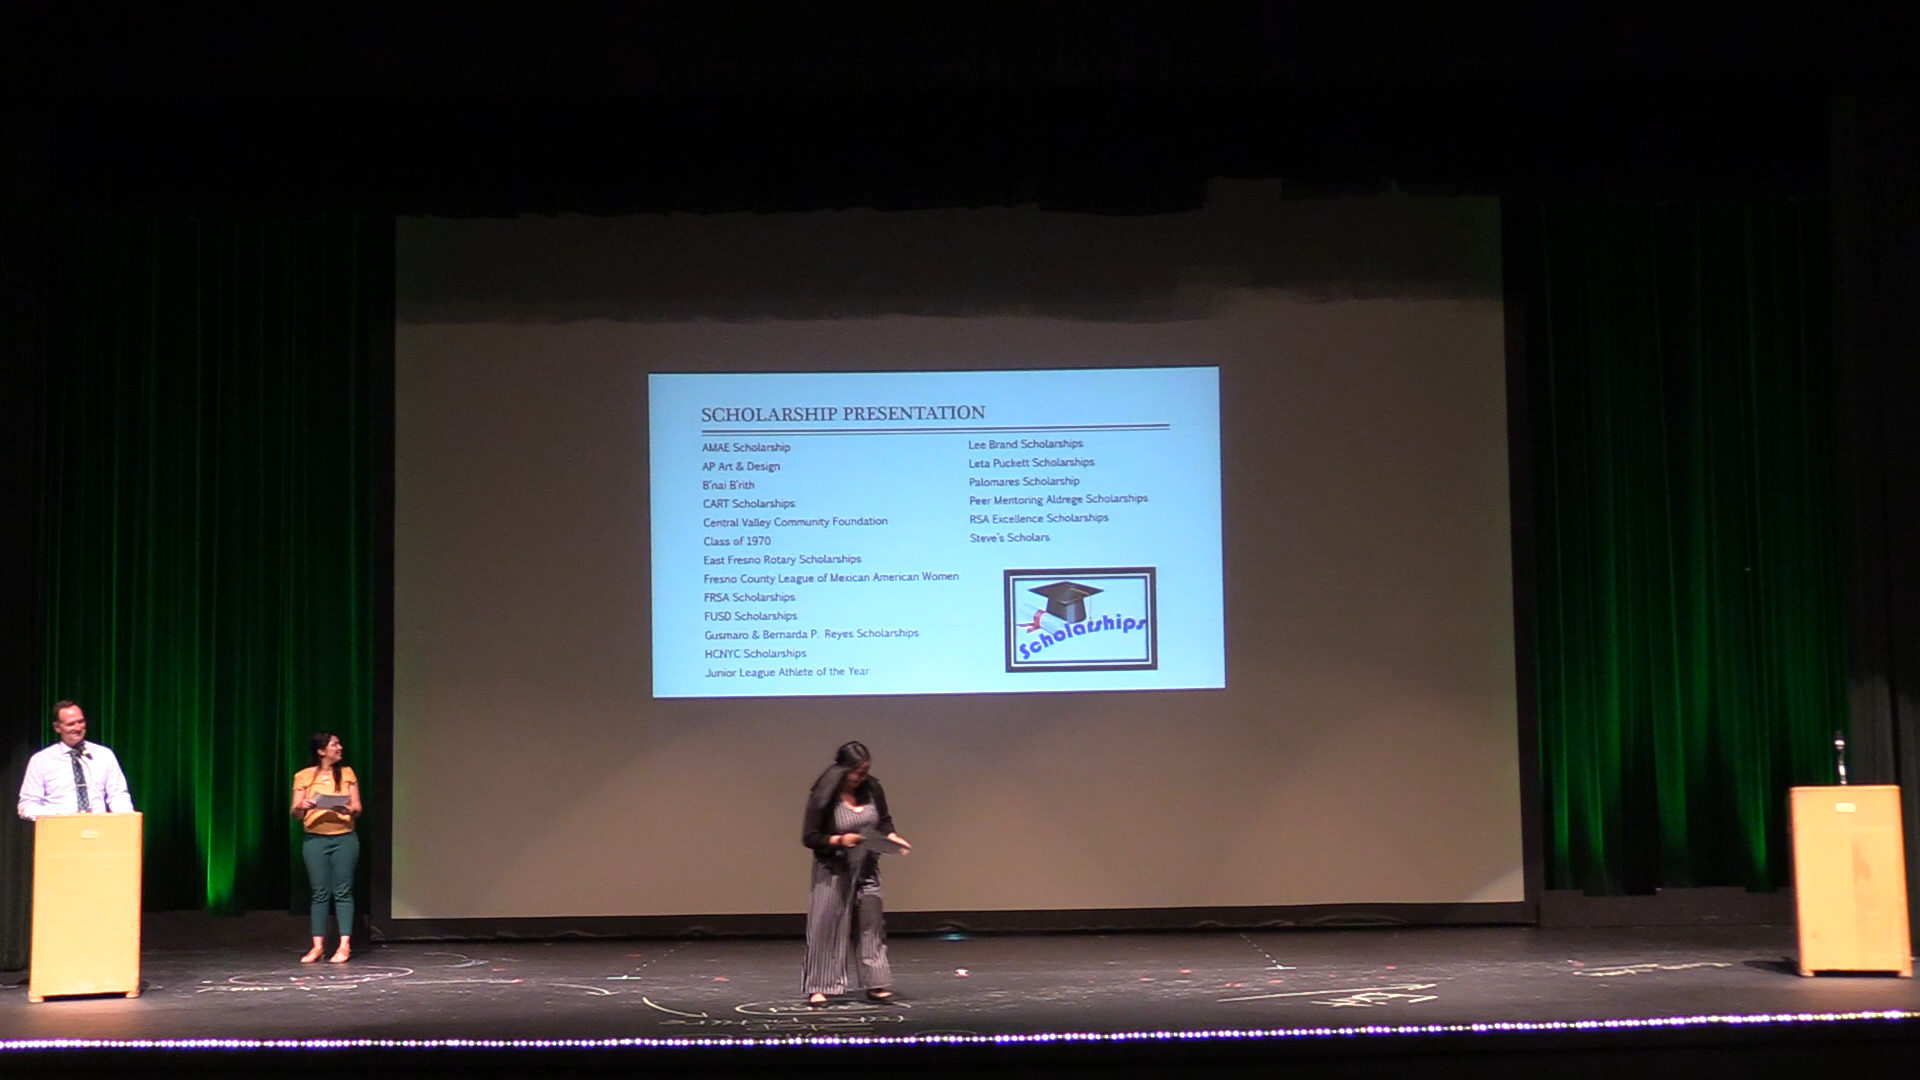 SCHOLARSHIP PRESENTATION
AMAE Scholarship
AP Art & Design
B'nai B'rith
CART Scholarships
Central Valley Community Foundation
Class of 1970
East Fresno Rotary Scholarships
Fresno County League of Mexican American Women
FRSA Scholarships
FUSD Scholarships
Gusmaro & Bernarda P. Reyes Scholarships
HCNYC Scholarships
Junior League Athlete of the Year
Lee Brand Scholarships
Leta Puckett Scholarships
Palomares Scholarship
Peer Mentoring Aldrege Scholarships
RSA Excellence Scholarships
Steve's Scholars
Scholarships